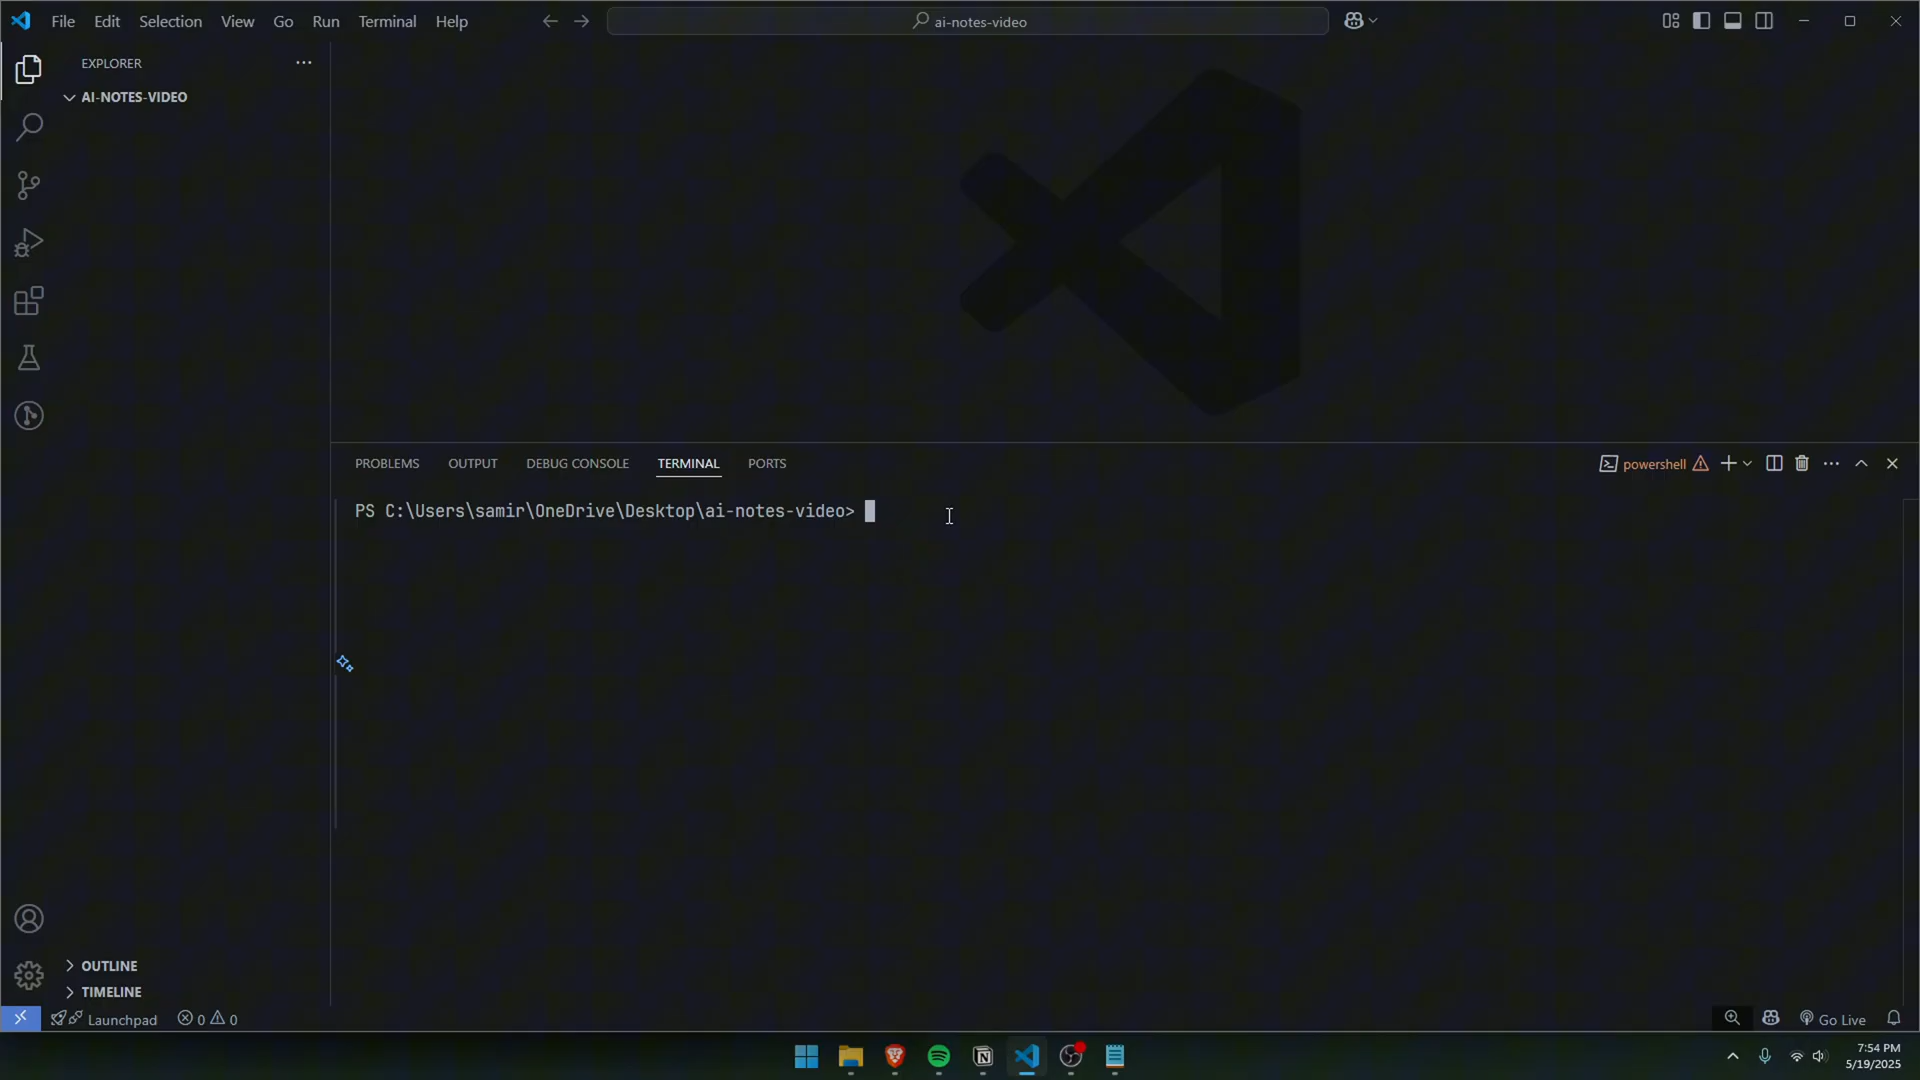 File Edit Selection View Go Run Terminal Help
ai-notes-video
EXPLORER
AI-NOTES-VIDEO
PROBLEMS OUTPUT DEBUG CONSOLE TERMINAL PORTS
powershell
PS C:\Users\samir\OneDrive\Desktop\ai-notes-video>
OUTLINE
TIMELINE
Launchpad 0 0
Go Live
7:54 PM
5/19/2025